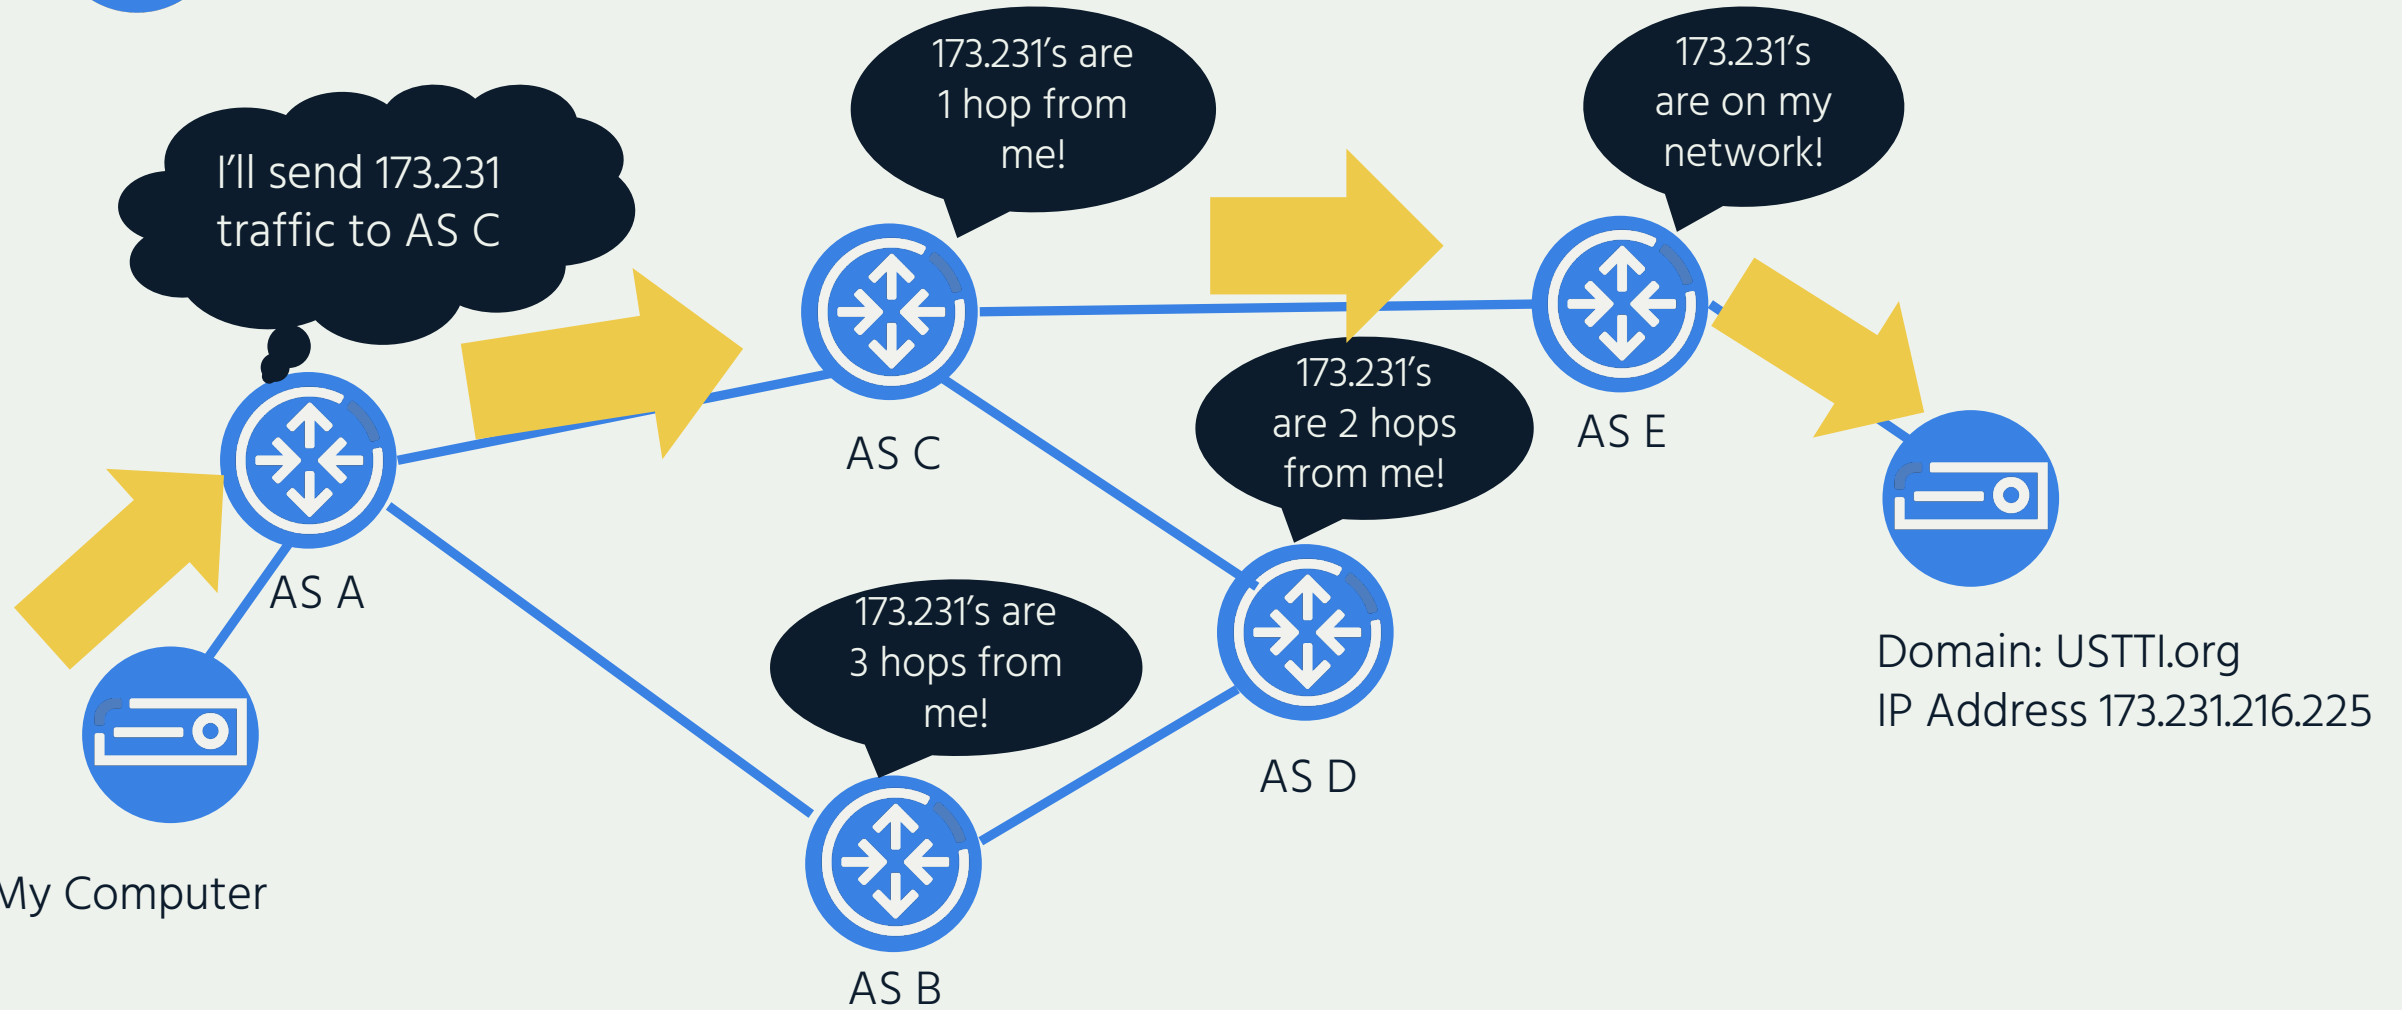 173.231's are
1 hop from
me!
173.231's
are on my
network!
I'll send 173.231
traffic to AS C
173.231's
are 2 hops
from me!
AS E
AS C
AS A
173.231's are
3 hops from
me!
Domain: USTTI.org
IP Address 173.231.216.225
AS D
My Computer
AS B